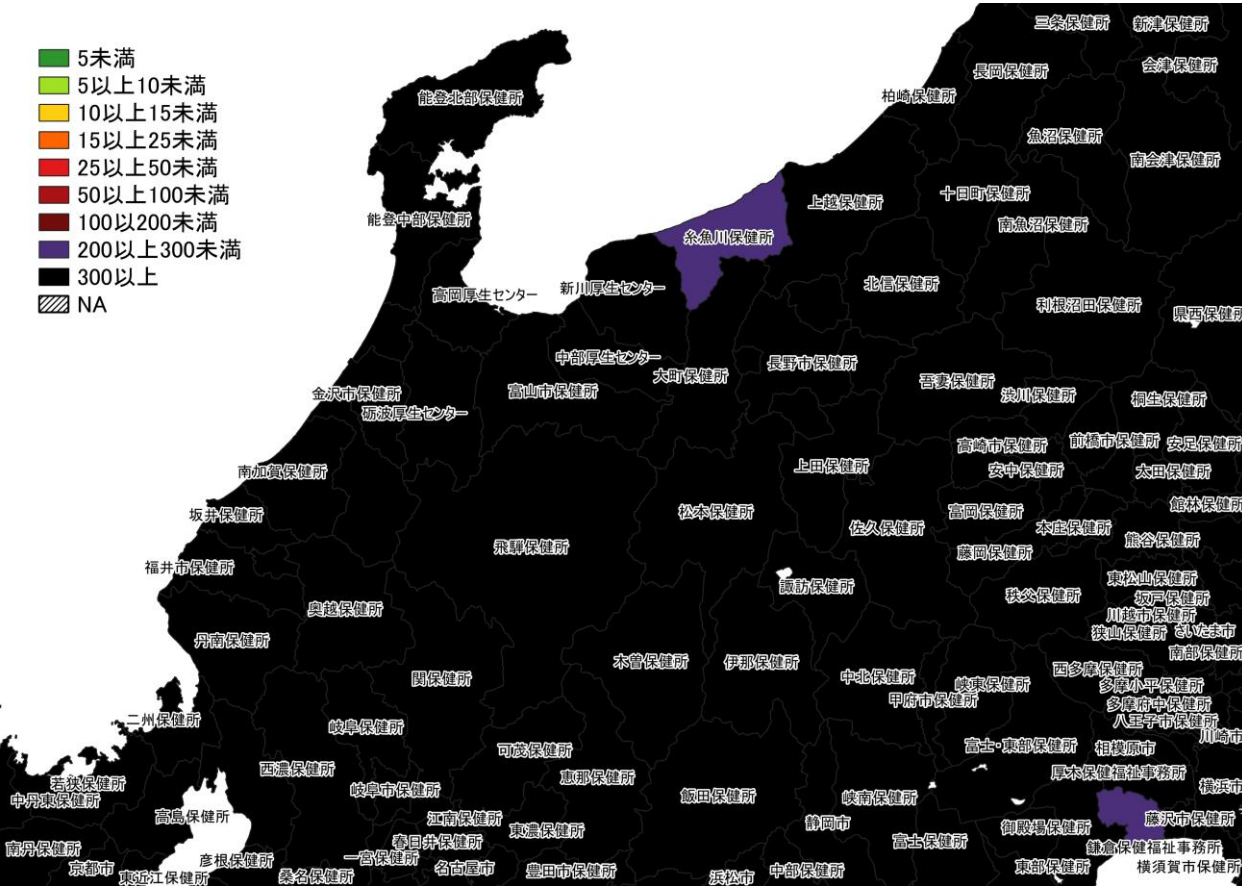 5未満
5以上10未満
10以上15未満
15以上25未満
25以上50未満
50以上100未満
100以200未満
200以上300未満
300以上
NA
三条保健所
新津保健所
会津保健所
長岡保健所
柏崎保健所
能登北部保健所
魚沼保健所
南会津保健所
十日町保健所
上越保健所
能登中部保健所
南魚沼保健所
糸魚川保健所
北信保健所
新川厚生センター
高岡厚生センター
利根沼田保健所
県西保健所
中部厚生センター
長野市保健所
大町保健所
吾妻保健所
富山市保健所
金沢市保健所
渋川保健所
桐生保健所
砺波厚生センター
前橋市保健所
安足保健所
高崎市保健所
上田保健所
安中保健所
太田保健所
南加賀保健所
館林保健所
松本保健所
富岡保健所
坂井保健所
佐久保健所
本庄保健所
熊谷保健所
飛騨保健所
藤岡保健所
福井市保健所
東松山保健所
諏訪保健所
秩父保健所
坂戸保健所
奥越保健所
川越市保健所
狭山保健所
さいたま市
丹南保健所
南部保健所
木曽保健所
伊那保健所
西多摩保健所
関保健所
中北保健所
峡東保健所
多摩小平保健所
甲府市保健所
多摩府中保健所
二州保健所
八王子市保健所
岐阜保健所
川崎市
富士・東部保健所
相模原市
可茂保健所
西濃保健所
恵那保健所
厚木保健福祉事務所
若狭保健所
横浜市
岐阜市保健所
飯田保健所
峡南保健所
中丹東保健所
高島保健所
江南保健所
藤沢市保健所
静岡市
御殿場保健所
東濃保健所
春日井保健所
富士保健所
南丹保健所
鎌倉保健福祉事務所
一宮保健所
彦根保健所
京都市
名古屋市
東部保健所
横須賀市保健所
豊田市保健所
中部保健所
東近江保健所
桑名保健所
浜松市